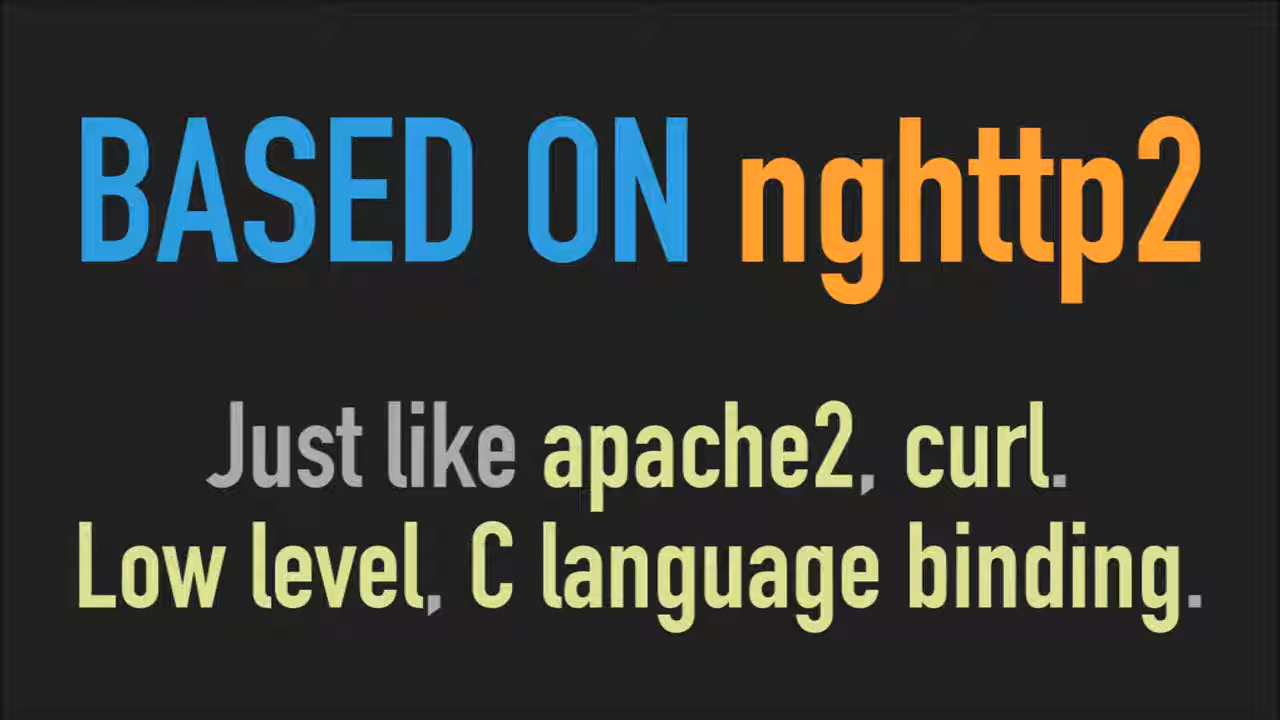 BASED ON nghttp2
Just like apache2, curl.
Low level, C language binding.